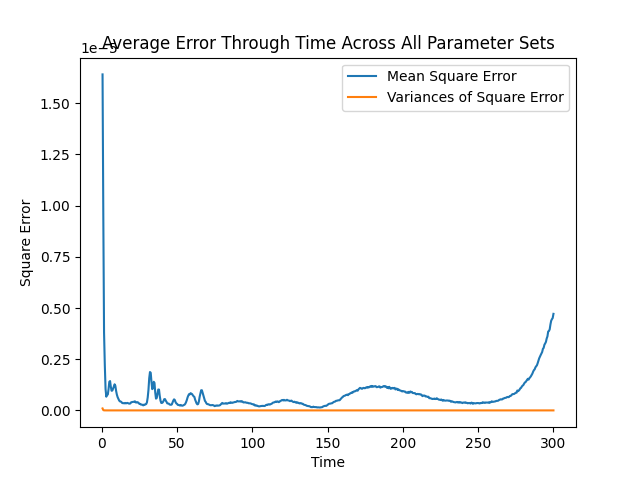 Average Error Through Time Across All Parameter Sets
Mean Square Error
Variances of Square Error
1.50
1.25
1.00
0.75
0.50
0.25
0.00
Square Error
0 50 100 150 200 250 300
Time